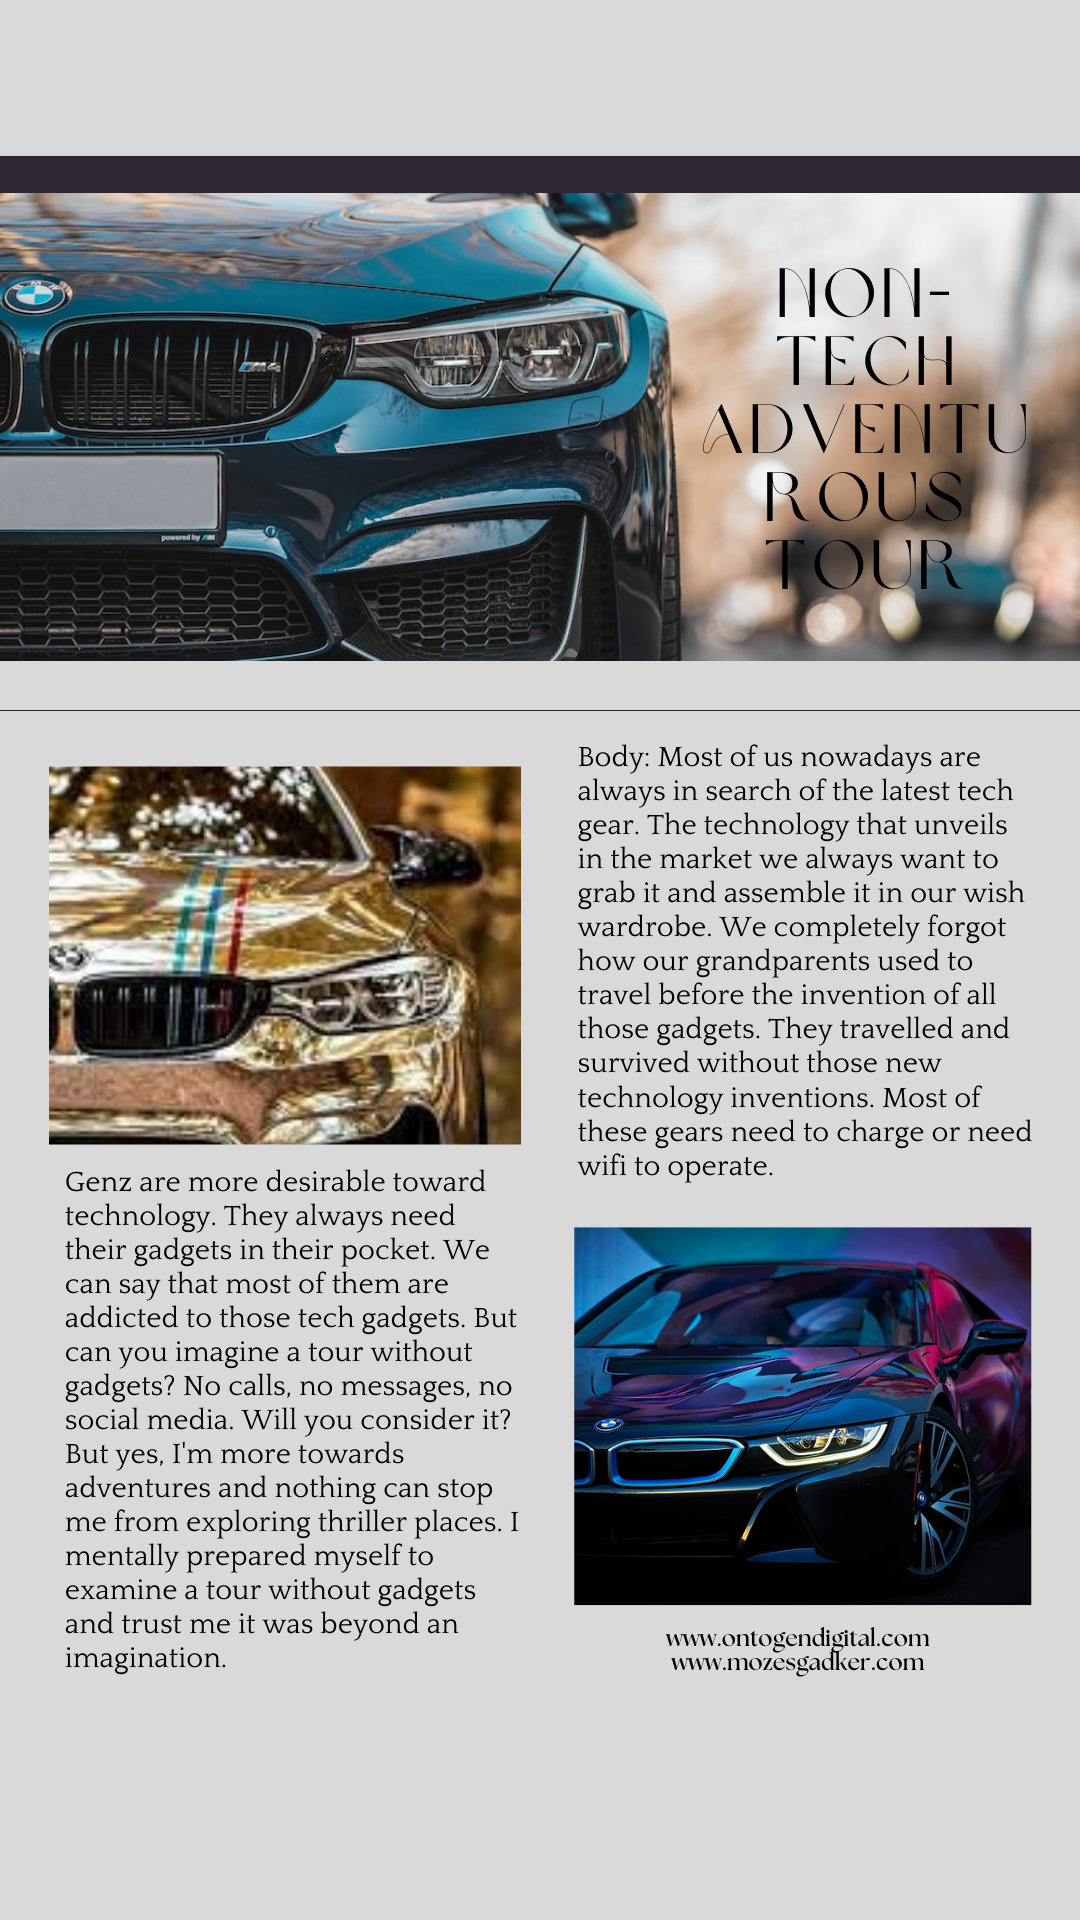 NON-
TECH
ADVENTU
ROUS
TOUR
M4
powered by M
Body: Most of us nowadays are
always in search of the latest tech
gear. The technology that unveils
in the market we always want to
grab it and assemble it in our wish
wardrobe. We completely forgot
how our grandparents used to
travel before the invention of all
those gadgets. They travelled and
survived without those new
technology inventions. Most of
these gears need to charge or need
wifi to operate.
Genz are more desirable toward
technology. They always need
their gadgets in their pocket. We
can say that most of them are
addicted to those tech gadgets. But
can you imagine a tour without
gadgets? No calls, no messages, no
social media. Will you consider it?
But yes, I'm more towards
adventures and nothing can stop
me from exploring thriller places. I
mentally prepared myself to
examine a tour without gadgets
and trust me it was beyond an
imagination.
www.ontogendigital.com
www.mozesgadker.com